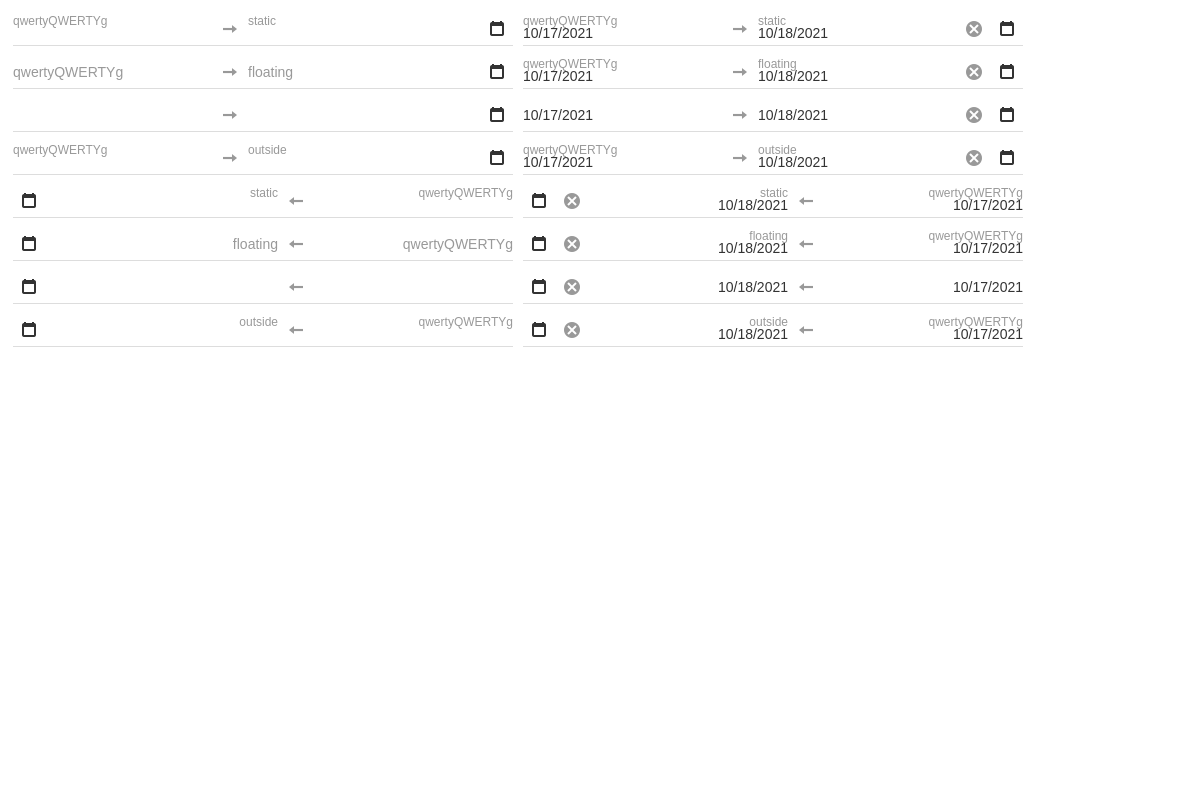 qwertyQWERTYg static qwertyQWERTYg static
10/17/2021 10/18/2021
qwertyQWERTYg floating qwertyQWERTYg floating
10/17/2021 10/18/2021
10/17/2021 10/18/2021
qwertyQWERTYg outside qwertyQWERTYg outside
10/17/2021 10/18/2021
static qwertyQWERTYg static qwertyQWERTYg
10/18/2021 10/17/2021
floating qwertyQWERTYg floating qwertyQWERTYg
10/18/2021 10/17/2021
10/18/2021 10/17/2021
outside qwertyQWERTYg outside qwertyQWERTYg
10/18/2021 10/17/2021